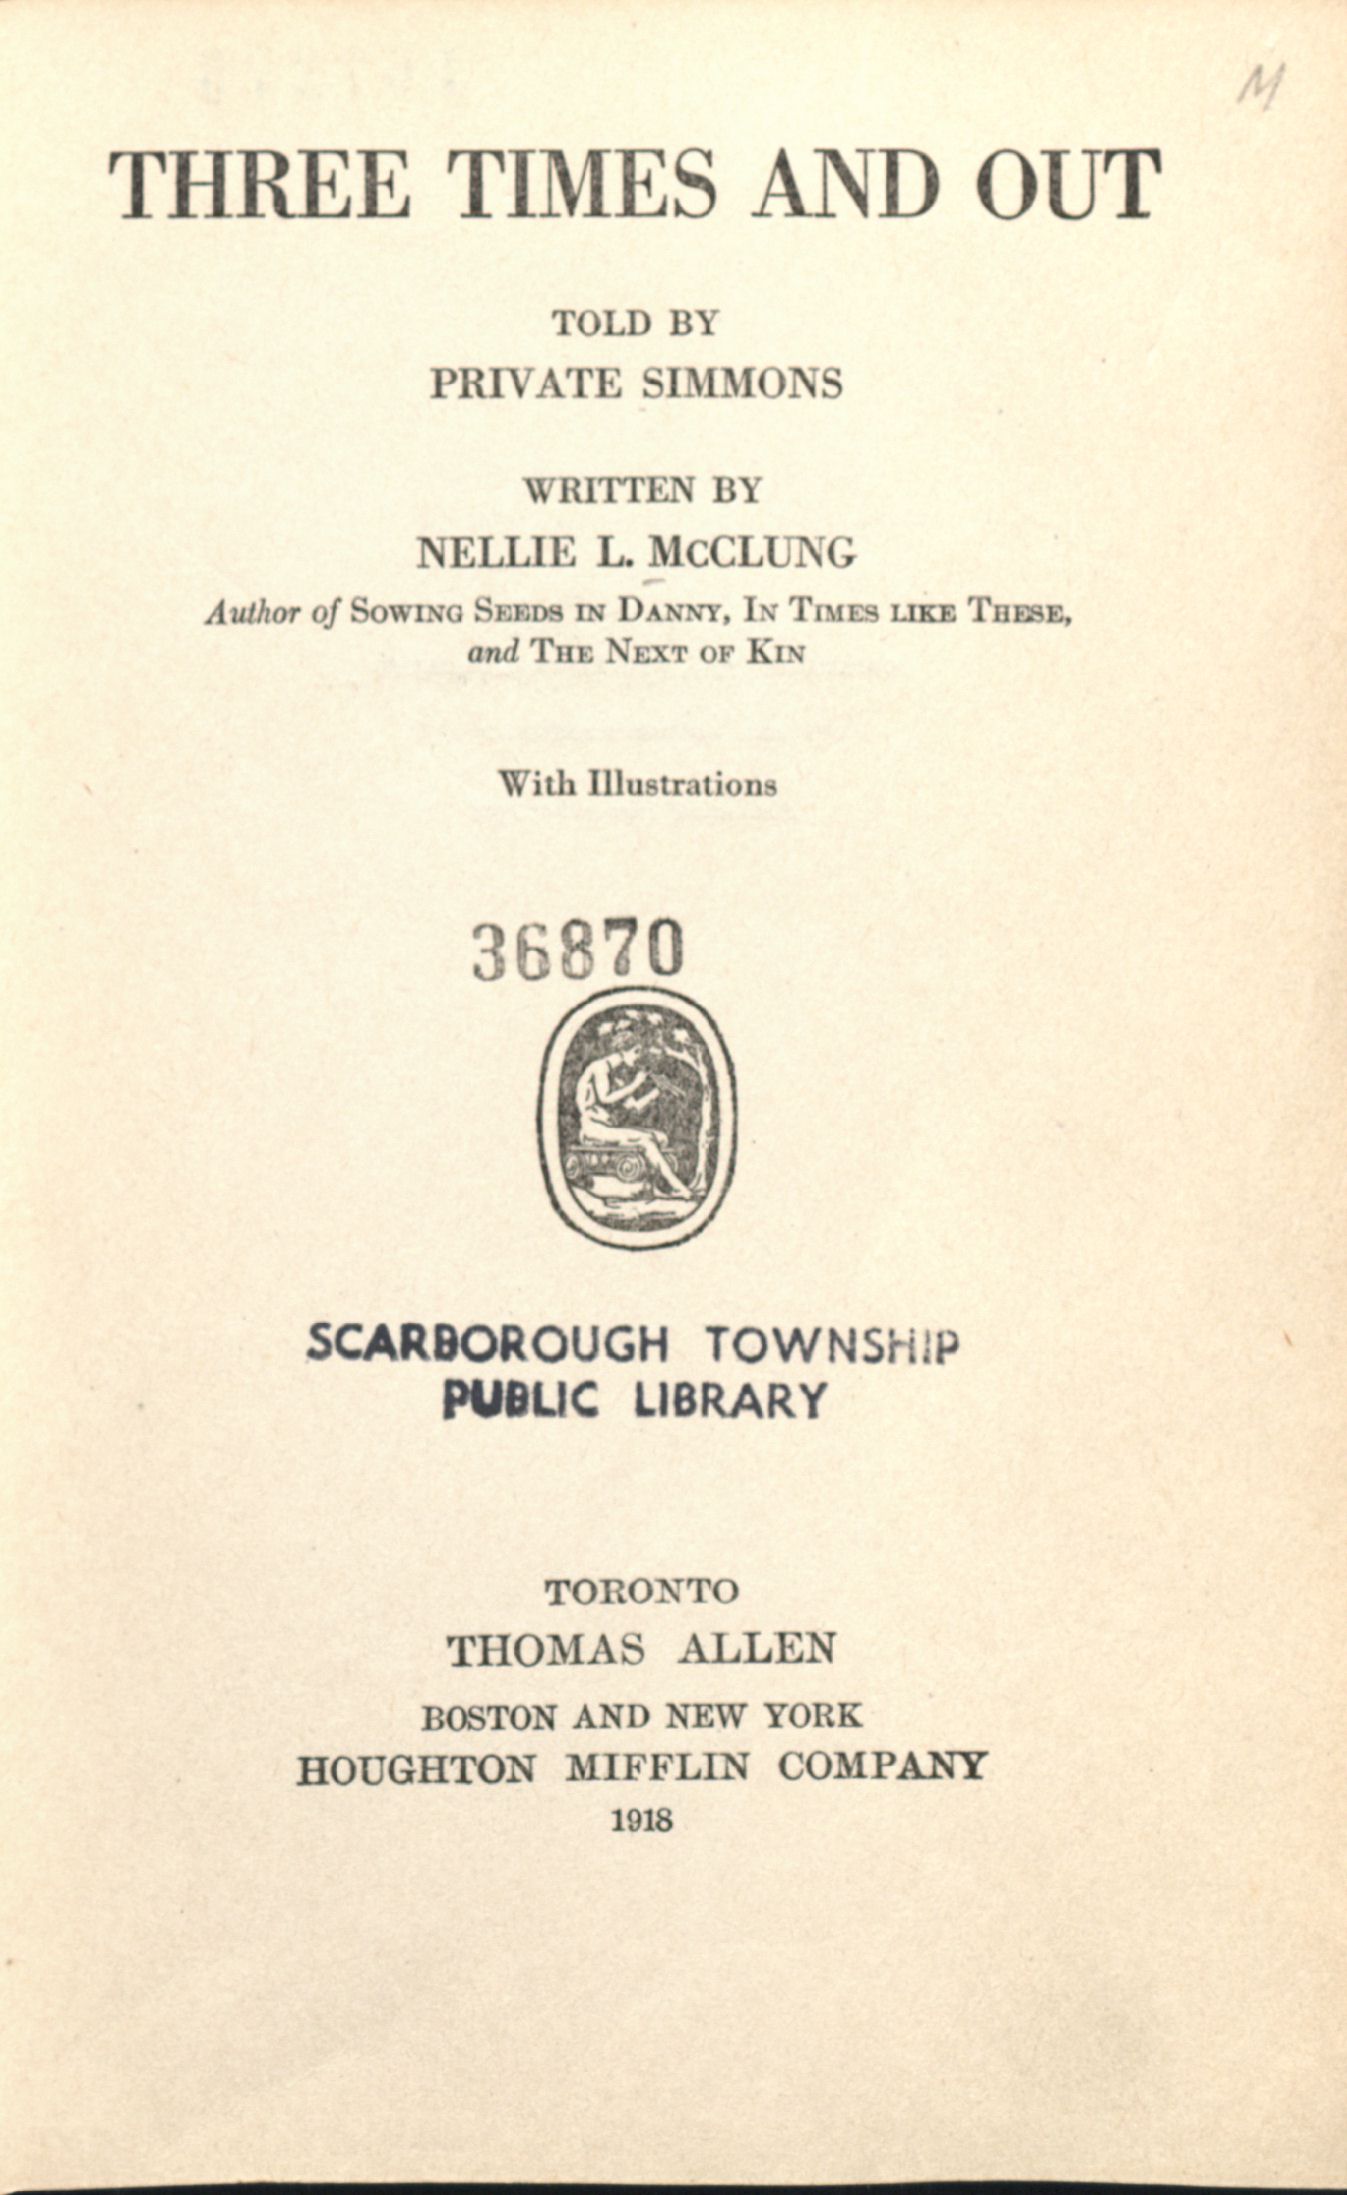 M
THREE TIMES AND OUT
TOLD BY
PRIVATE SIMMONS
WRITTEN BY
NELLIE L. McCLUNG
Author of SOWING SEEDS IN DANNY, IN TIMES LIKE THESE,
and THE NEXT OF KIN
With Illustrations
36870
SCARBOROUGH TOWNSHIP
PUBLIC LIBRARY
TORONTO
THOMAS ALLEN
BOSTON AND NEW YORK
HOUGHTON MIFFLIN COMPANY
1918